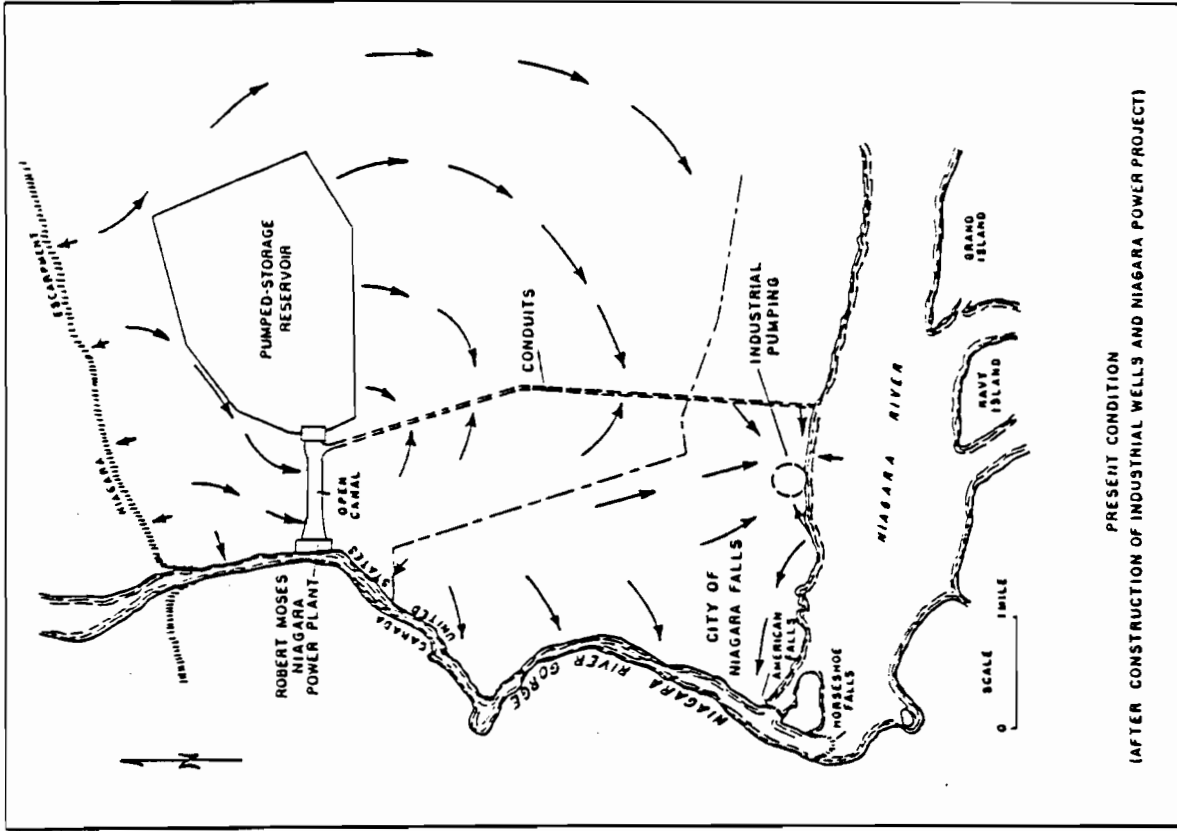 NIAGARA ESCARPMENT
PUMPED-STORAGE
RESERVOIR
OPEN
CANAL
ROBERT MOSES
NIAGARA
POWER PLANT
UNITED STATES
CANADA
CONDUITS
INDUSTRIAL
PUMPING
NIAGARA RIVER GORGE
CITY OF
NIAGARA FALLS
AMERICAN
FALLS
HORSESHOE
FALLS
NIAGARA RIVER
NAVY
ISLAND
GRAND
ISLAND
N
SCALE
0 1MILE
PRESENT CONDITION
(AFTER CONSTRUCTION OF INDUSTRIAL WELLS AND NIAGARA POWER PROJECT)